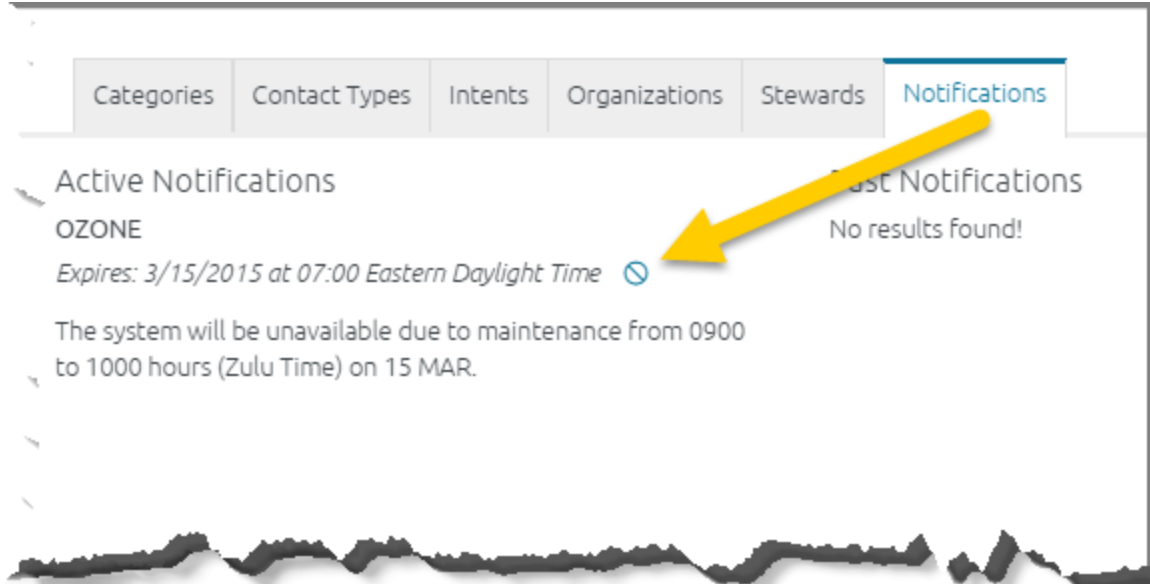 Categories
Contact Types
Intents
Organizations
Stewards
Notifications
Active Notifications
OZONE
Expires: 3/15/2015 at 07:00 Eastern Daylight Time
The system will be unavailable due to maintenance from 0900
to 1000 hours (Zulu Time) on 15 MAR.
Notifications
No results found!